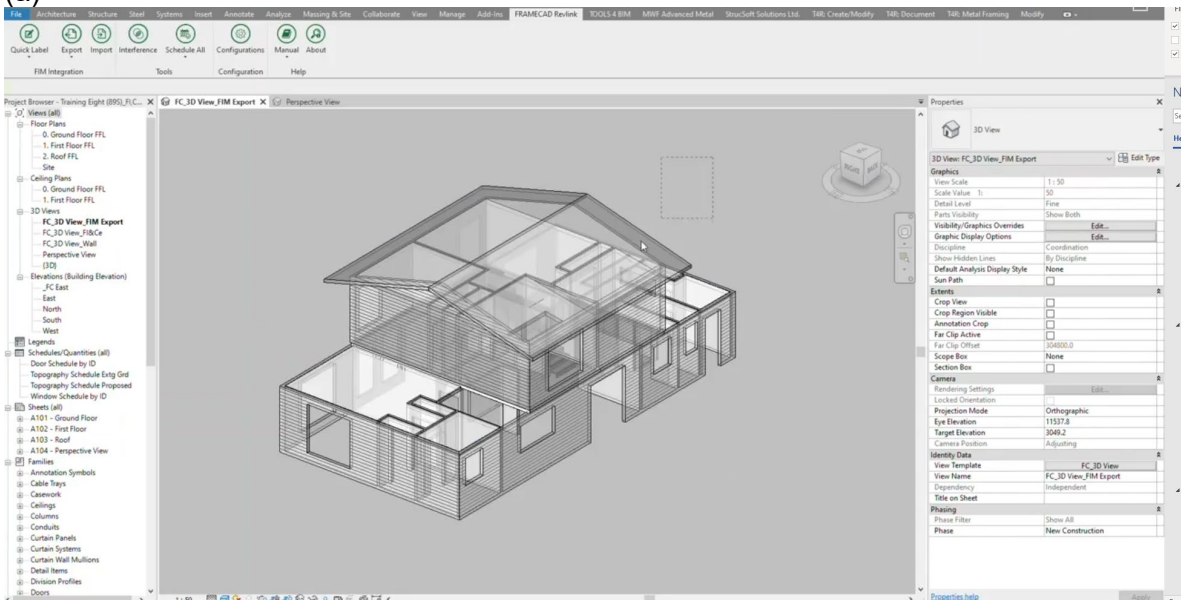 (a)
File Architecture Structure Steel Systems Insert Annotate Analyze Massing & Site Collaborate View Manage Add-Ins FRAMECAD Revlink TOOLS 4 BIM MWF Advanced Metal StrucSoft Solutions Ltd. T4R: Create/Modify T4R: Document T4R: Metal Framing Modify
Quick Label Export Import Interference Schedule All Configurations Manual About
FIM Integration Tools Configuration Help
Project Browser - Training Eight (895)_FI,C... X FC_3D View_FIM Export X Perspective View
Views (all)
Floor Plans
0. Ground Floor FFL
1. First Floor FFL
2. Roof FFL
Site
Ceiling Plans
0. Ground Floor FFL
1. First Floor FFL
3D Views
FC_3D View_FIM Export
FC_3D View_Fl&Ce
FC_3D View_Wall
Perspective View
{3D}
Elevations (Building Elevation)
_FC East
East
North
South
West
Legends
Schedules/Quantities (all)
Door Schedule by ID
Topography Schedule Extg Grd
Topography Schedule Proposed
Window Schedule by ID
Sheets (all)
A101 - Ground Floor
A102 - First Floor
A103 - Roof
A104 - Perspective View
Families
Annotation Symbols
Cable Trays
Casework
Ceilings
Columns
Conduits
Curtain Panels
Curtain Systems
Curtain Wall Mullions
Detail Items
Division Profiles
Doors
1 : 50
Properties X
3D View
3D View: FC_3D View_FIM Export Edit Type
Graphics
View Scale 1 : 50
Scale Value 1: 50
Detail Level Fine
Parts Visibility Show Both
Visibility/Graphics Overrides Edit...
Graphic Display Options Edit...
Discipline Coordination
Show Hidden Lines By Discipline
Default Analysis Display Style None
Sun Path
Extents
Crop View
Crop Region Visible
Annotation Crop
Far Clip Active
Far Clip Offset 304800.0
Scope Box None
Section Box
Camera
Rendering Settings Edit...
Locked Orientation
Projection Mode Orthographic
Eye Elevation 11537.8
Target Elevation 3049.2
Camera Position Adjusting
Identity Data
View Template FC_3D View
View Name FC_3D View_FIM Export
Dependency Independent
Title on Sheet
Phasing
Phase Filter Show All
Phase New Construction
Properties help Apply